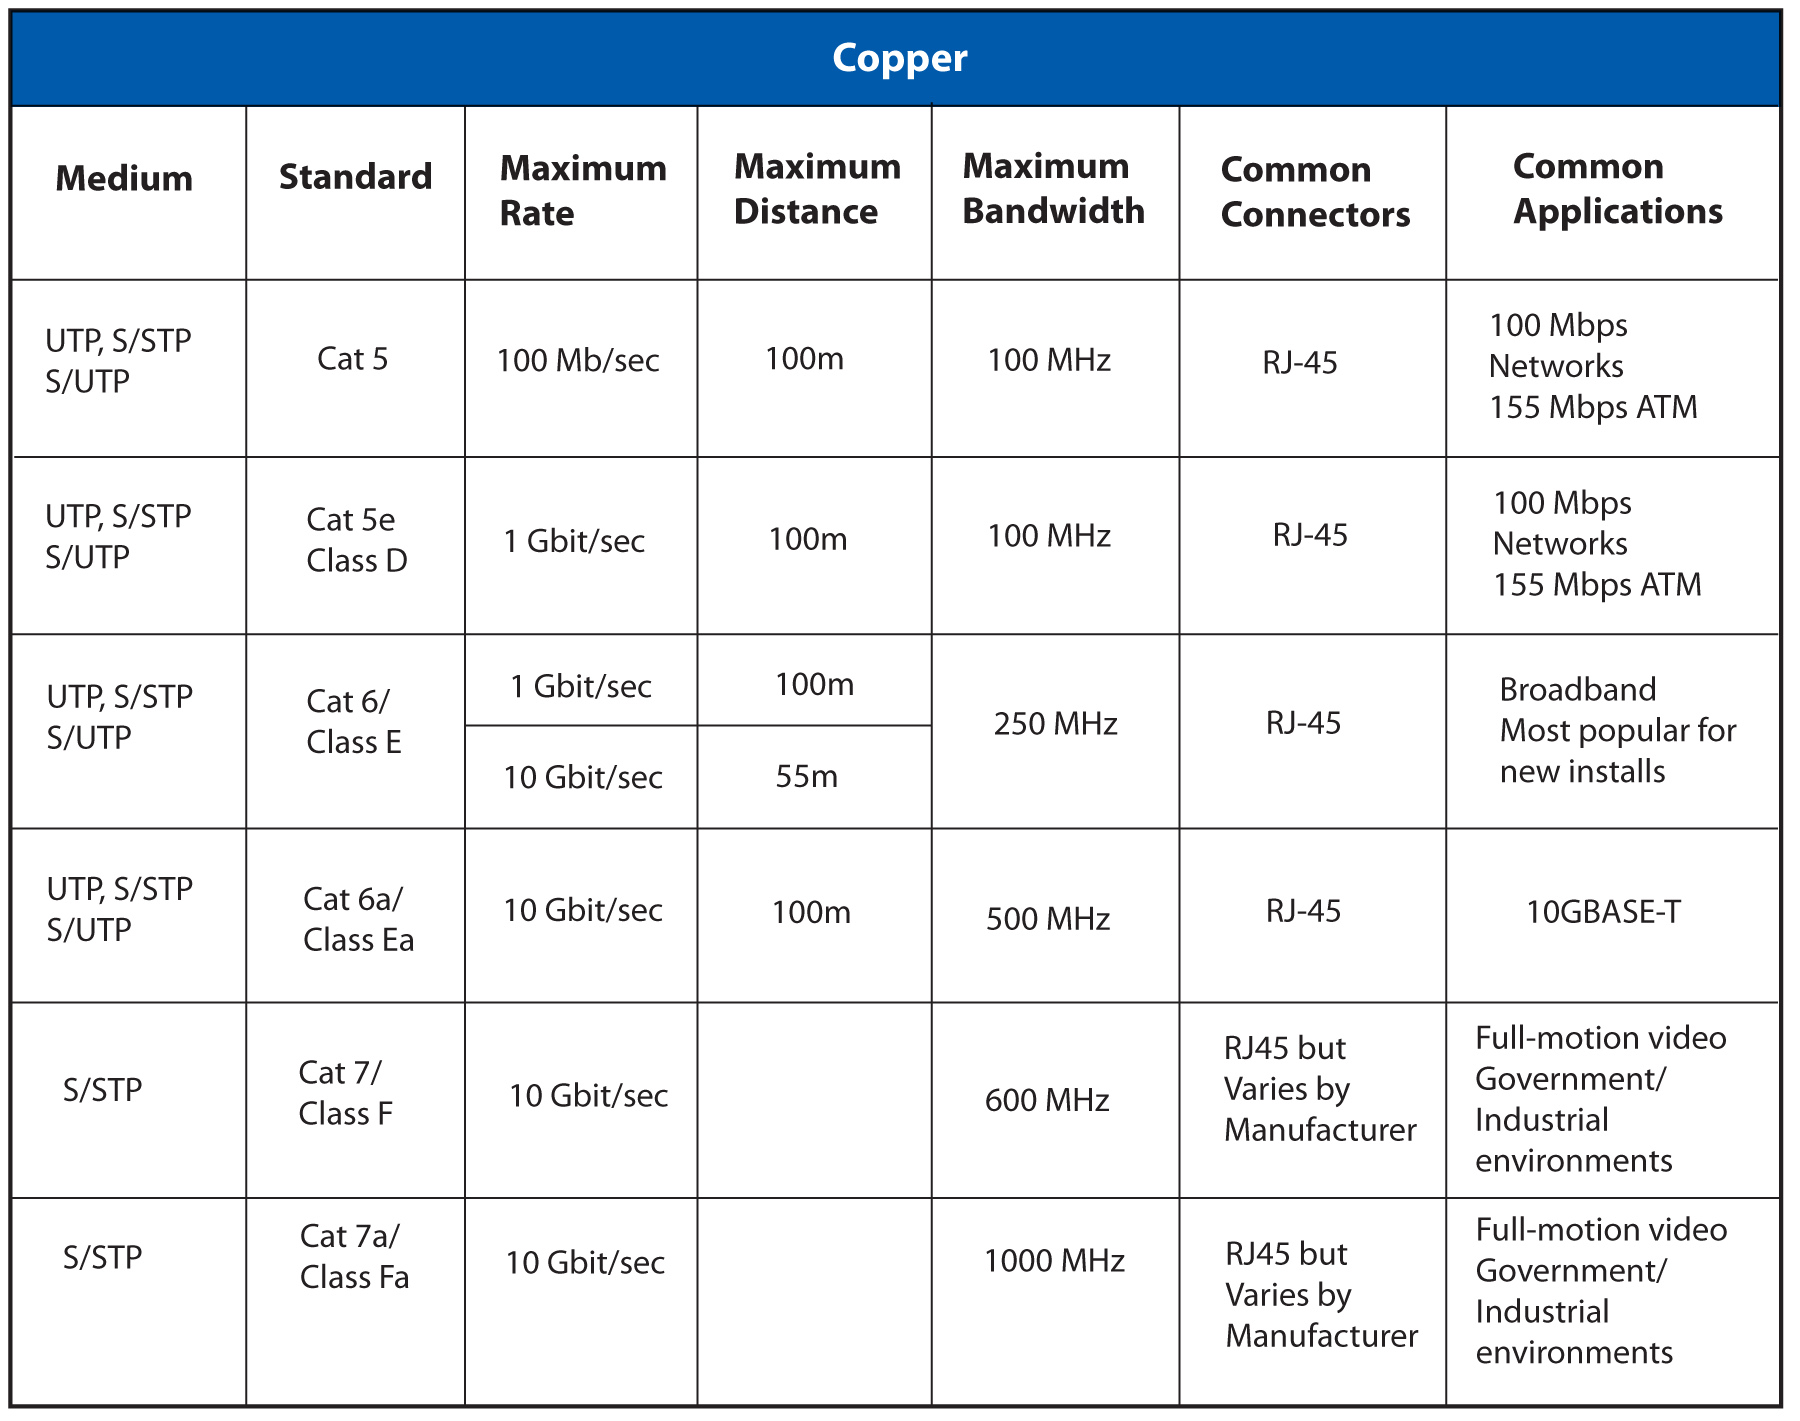 Copper
Medium
Standard
Maximum
Rate
Maximum
Distance
Maximum
Bandwidth
Common
Connectors
Common
Applications
UTP, S/STP
S/UTP
Cat 5
100 Mb/sec
100m
100 MHz
RJ-45
100 Mbps
Networks
155 Mbps ATM
UTP, S/STP
S/UTP
Cat 5e
Class D
1 Gbit/sec
100m
100 MHz
RJ-45
100 Mbps
Networks
155 Mbps ATM
UTP, S/STP
S/UTP
Cat 6/
Class E
1 Gbit/sec
100m
10 Gbit/sec
55m
250 MHz
RJ-45
Broadband
Most popular for
new installs
UTP, S/STP
S/UTP
Cat 6a/
Class Ea
10 Gbit/sec
100m
500 MHz
RJ-45
10GBASE-T
S/STP
Cat 7/
Class F
10 Gbit/sec
600 MHz
RJ45 but
Varies by
Manufacturer
Full-motion video
Government/
Industrial
environments
S/STP
Cat 7a/
Class Fa
10 Gbit/sec
1000 MHz
RJ45 but
Varies by
Manufacturer
Full-motion video
Government/
Industrial
environments